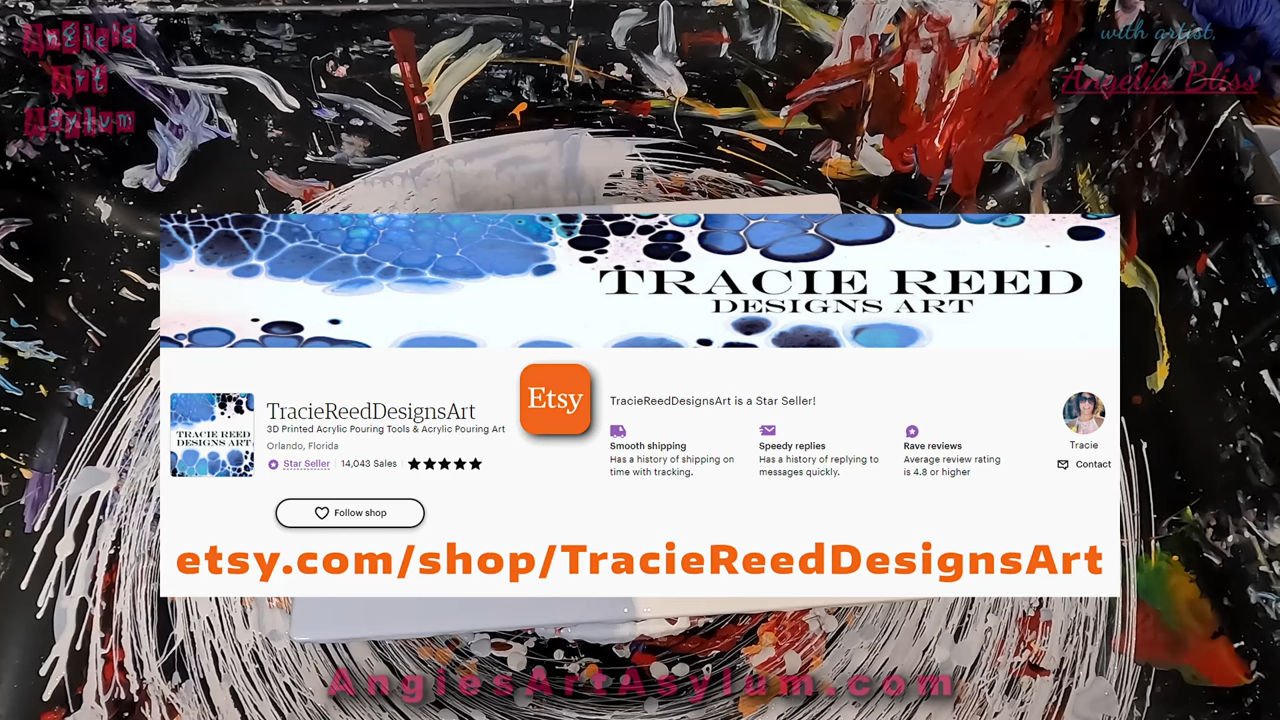 Angie's
Art
Asylum
with artist,
Angelia Bliss
TRACIE REED
DESIGNS ART
TRACIE REED
DESIGNS ART
TracieReedDesignsArt
3D Printed Acrylic Pouring Tools & Acrylic Pouring Art
Orlando, Florida
Star Seller 14,043 Sales
Follow shop
Etsy
TracieReedDesignsArt is a Star Seller!
Smooth shipping
Has a history of shipping on
time with tracking.
Speedy replies
Has a history of replying to
messages quickly.
Rave reviews
Average review rating
is 4.8 or higher
Tracie
Contact
etsy.com/shop/TracieReedDesignsArt
AngiesArtAsylum.com